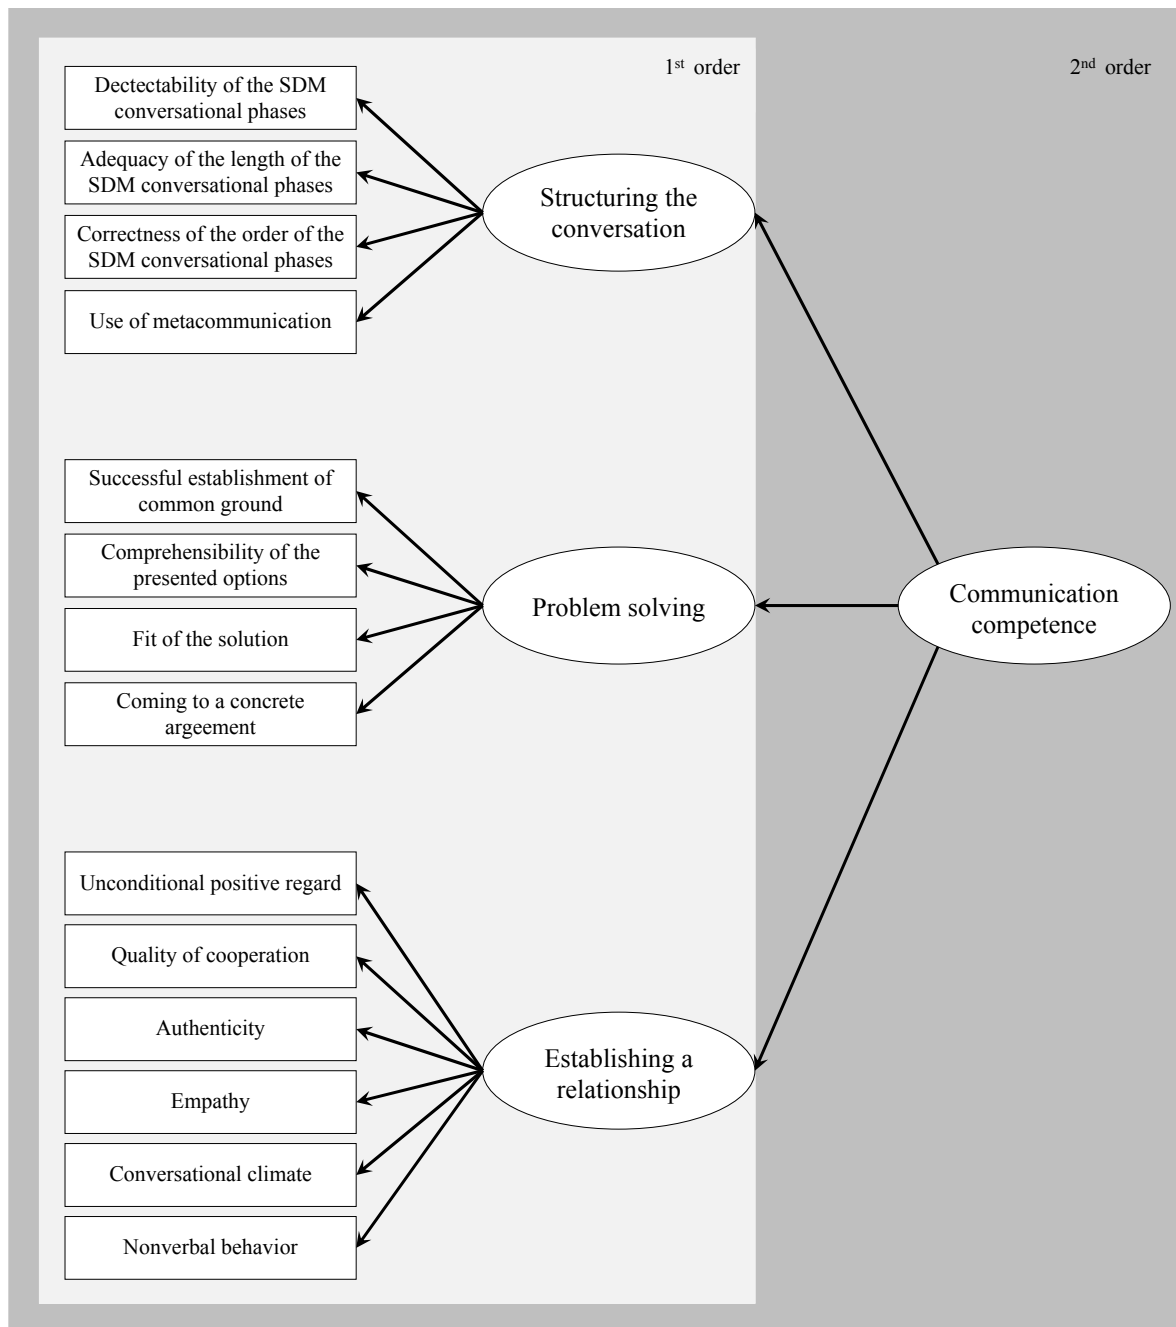 1st order
2nd order
Dectectability of the SDM
conversational phases
Adequacy of the length of the
SDM conversational phases
Correctness of the order of the
SDM conversational phases
Use of metacommunication
Structuring the
conversation
Successful establishment of
common ground
Comprehensibility of the
presented options
Fit of the solution
Coming to a concrete
argeement
Problem solving
Communication
competence
Unconditional positive regard
Quality of cooperation
Authenticity
Empathy
Conversational climate
Nonverbal behavior
Establishing a
relationship